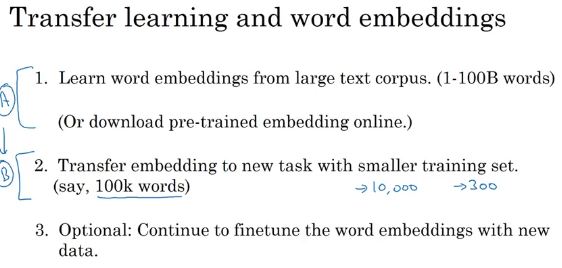 Transfer learning and word embeddings
A
1. Learn word embeddings from large text corpus. (1-100B words)
(Or download pre-trained embedding online.)
B
2. Transfer embedding to new task with smaller training set.
(say, 100k words) → 10,000 → 300
3. Optional: Continue to finetune the word embeddings with new
data.